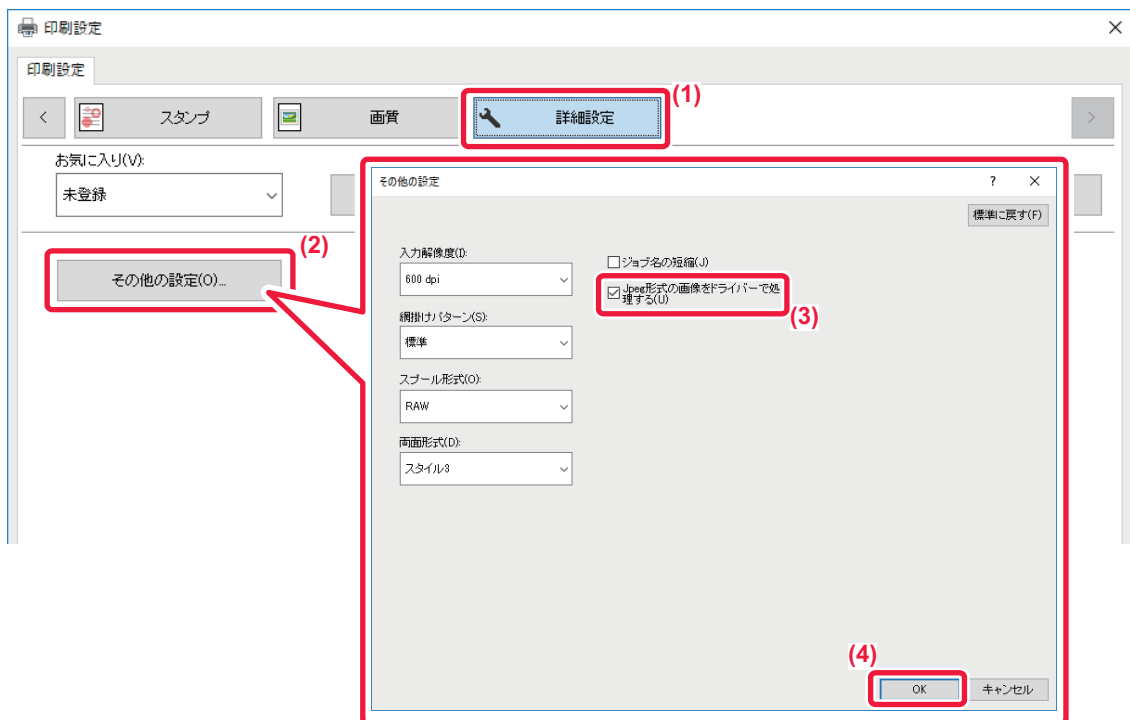 印刷設定
印刷設定
スタンプ
画質
詳細設定
(1)
お気に入り(V):
未登録
その他の設定(O)...
(2)
その他の設定
標準に戻す(F)
入力解像度(I):
600 dpi
網掛けパターン(S):
標準
スプール形式(O):
RAW
両面形式(D):
スタイル3
ジョブ名の短縮(J)
Jpeg形式の画像をドライバーで処
理する(U)
(3)
(4)
OK
キャンセル